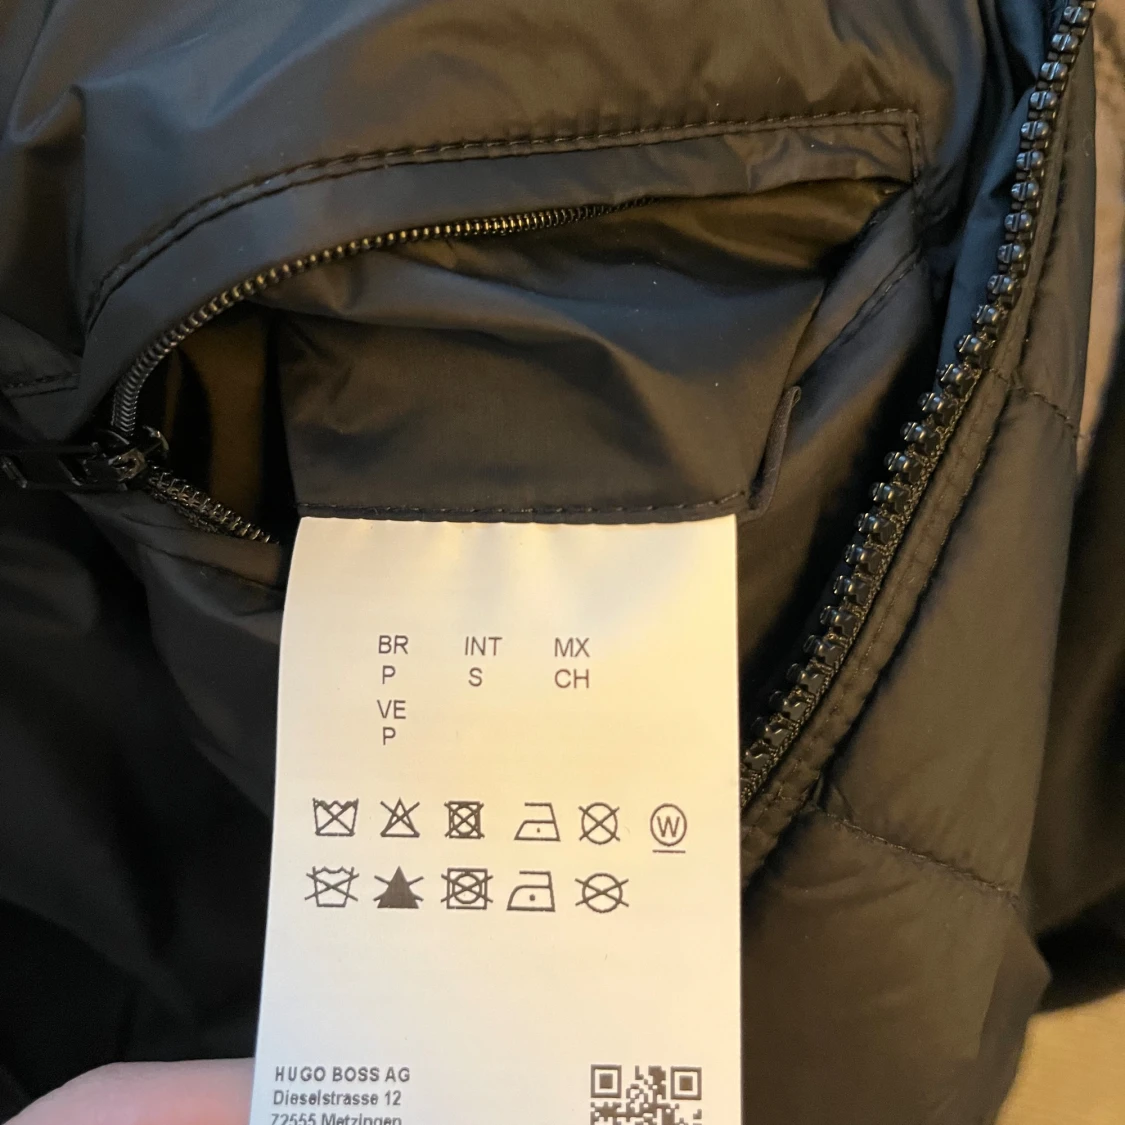 BR INT MX
P S CH
VE
P
W
HUGO BOSS AG
Dieselstrasse 12
72555 Metzingen